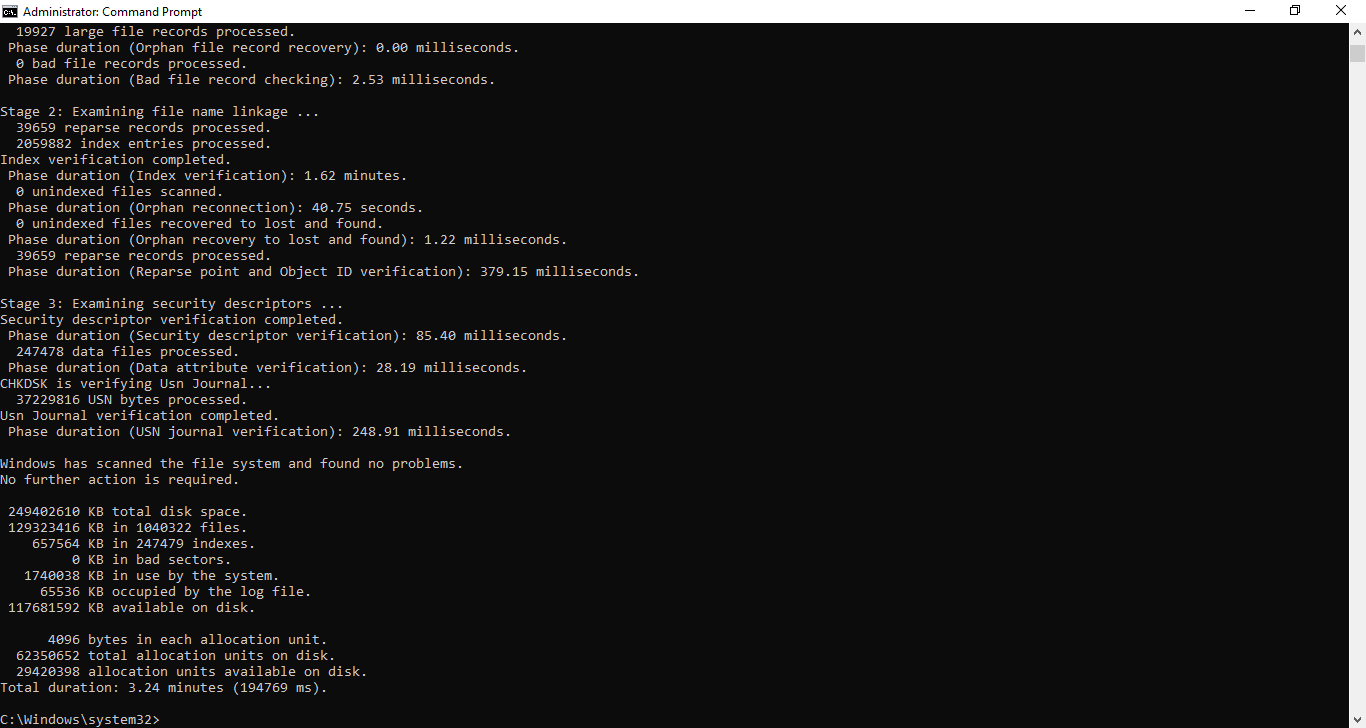 Administrator: Command Prompt
19927 large file records processed.
Phase duration (Orphan file record recovery): 0.00 milliseconds.
0 bad file records processed.
Phase duration (Bad file record checking): 2.53 milliseconds.
Stage 2: Examining file name linkage ...
39659 reparse records processed.
2059882 index entries processed.
Index verification completed.
Phase duration (Index verification): 1.62 minutes.
0 unindexed files scanned.
Phase duration (Orphan reconnection): 40.75 seconds.
0 unindexed files recovered to lost and found.
Phase duration (Orphan recovery to lost and found): 1.22 milliseconds.
39659 reparse records processed.
Phase duration (Reparse point and Object ID verification): 379.15 milliseconds.
Stage 3: Examining security descriptors ...
Security descriptor verification completed.
Phase duration (Security descriptor verification): 85.40 milliseconds.
247478 data files processed.
Phase duration (Data attribute verification): 28.19 milliseconds.
CHKDSK is verifying Usn Journal...
37229816 USN bytes processed.
Usn Journal verification completed.
Phase duration (USN journal verification): 248.91 milliseconds.
Windows has scanned the file system and found no problems.
No further action is required.
249402610 KB total disk space.
129323416 KB in 1040322 files.
657564 KB in 247479 indexes.
0 KB in bad sectors.
1740038 KB in use by the system.
65536 KB occupied by the log file.
117681592 KB available on disk.
4096 bytes in each allocation unit.
62350652 total allocation units on disk.
29420398 allocation units available on disk.
Total duration: 3.24 minutes (194769 ms).
C:\Windows\system32>